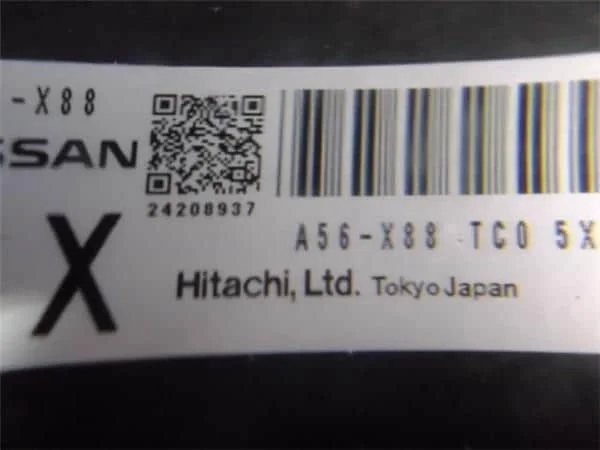 -X88
SSAN
24208937
A56-X88 TC0 5X
X
Hitachi, Ltd. Tokyo Japan